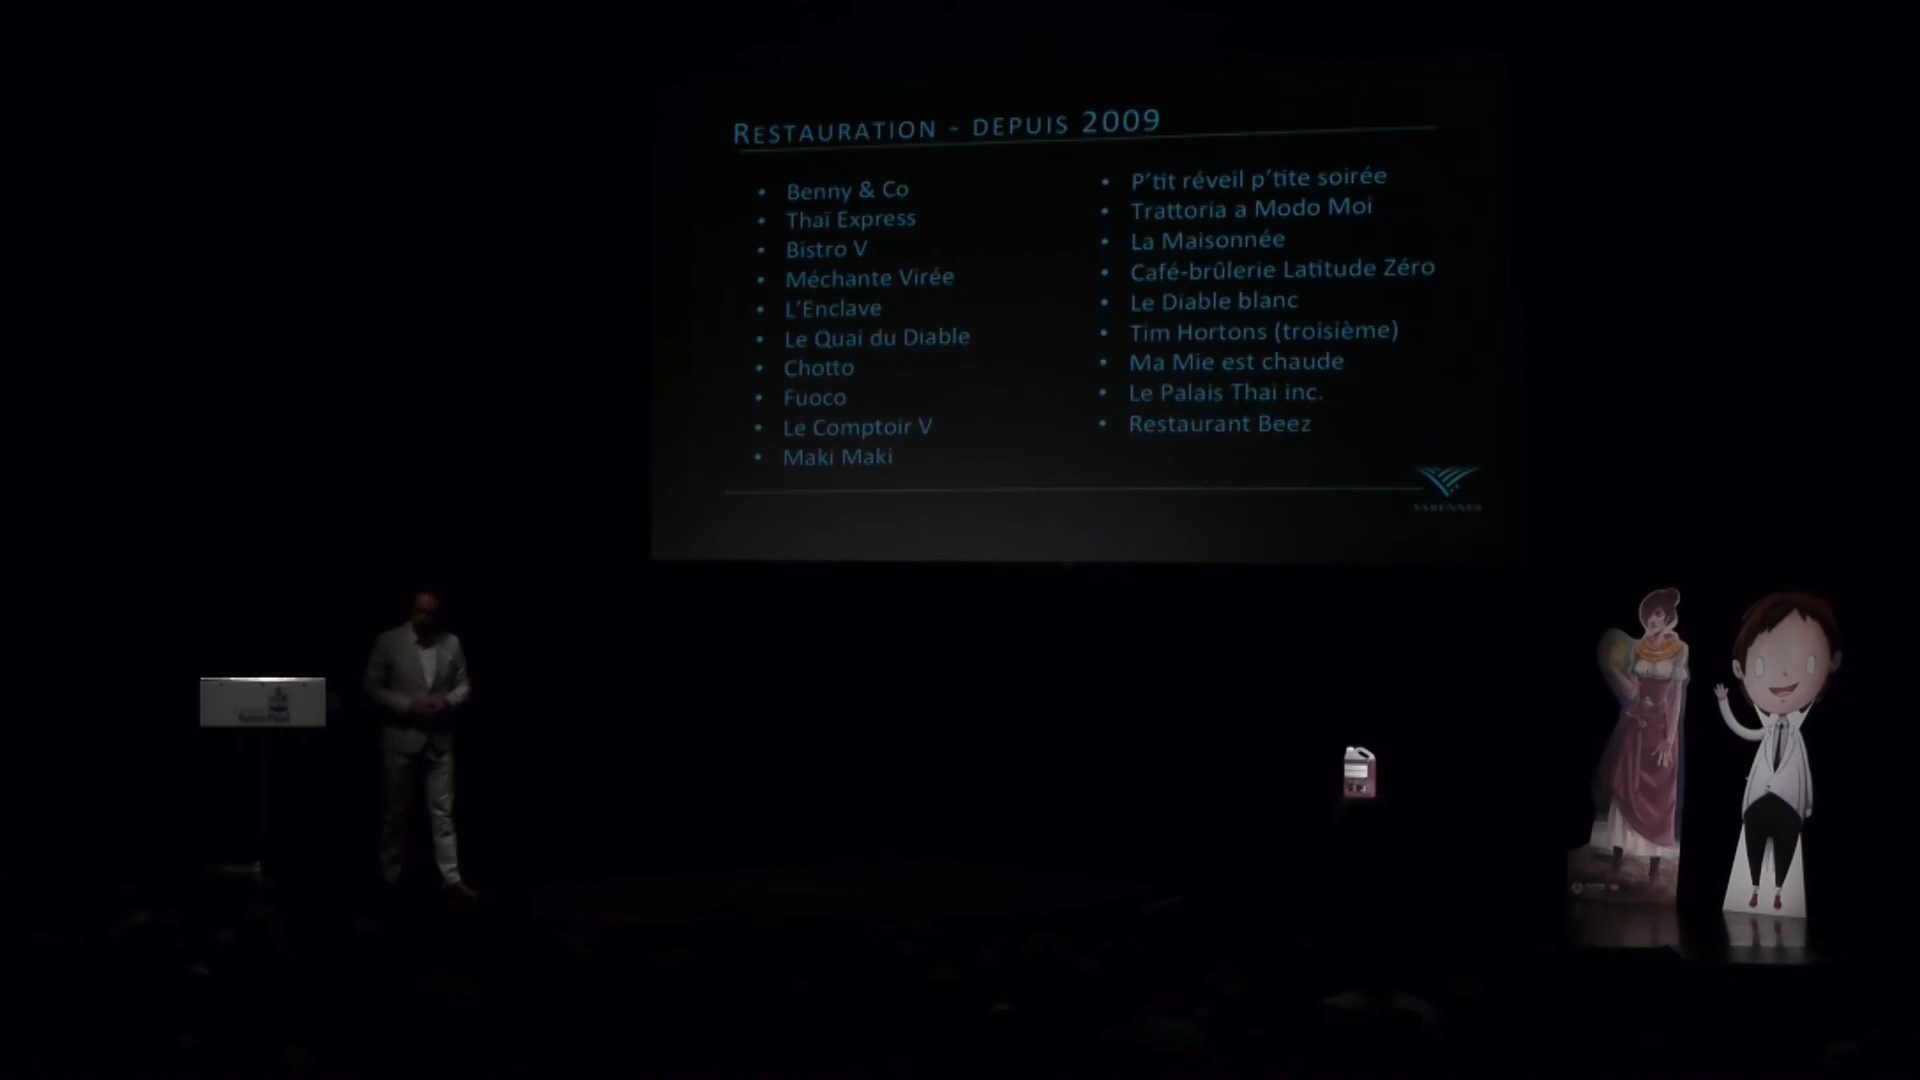 RESTAURATION - DEPUIS 2009
• Benny & Co
• Thaï Express
• Bistro V
• Méchante Virée
• L'Enclave
• Le Quai du Diable
• Chotto
• Fuoco
• Le Comptoir V
• Maki Maki
• P'tit réveil p'tite soirée
• Trattoria a Modo Moi
• La Maisonnée
• Café-brûlerie Latitude Zéro
• Le Diable blanc
• Tim Hortons (troisième)
• Ma Mie est chaude
• Le Palais Thai inc.
• Restaurant Beez
VARENNES